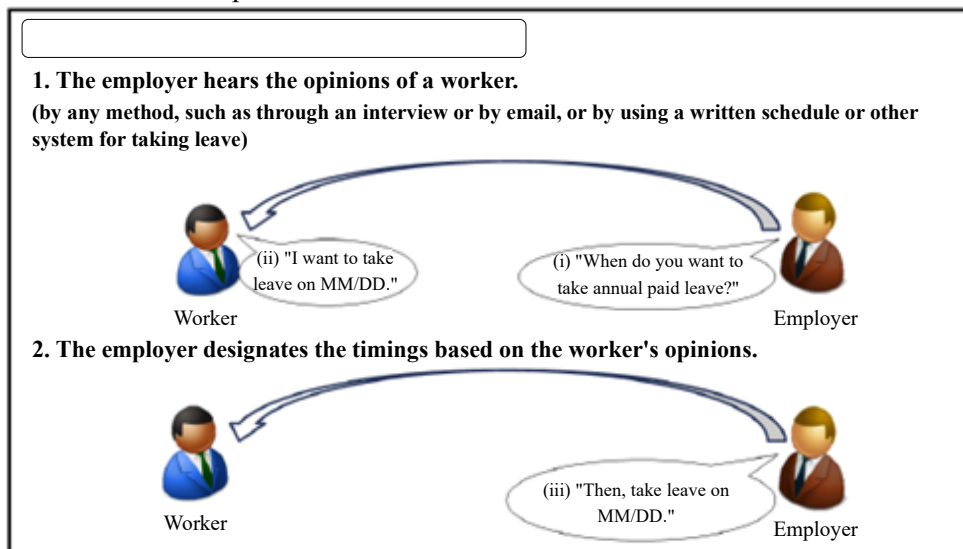 1. The employer hears the opinions of a worker.
(by any method, such as through an interview or by email, or by using a written schedule or other
system for taking leave)
(ii) "I want to take
leave on MM/DD."
(i) "When do you want to
take annual paid leave?"
Worker
Employer
2. The employer designates the timings based on the worker's opinions.
(iii) "Then, take leave on
MM/DD."
Worker
Employer